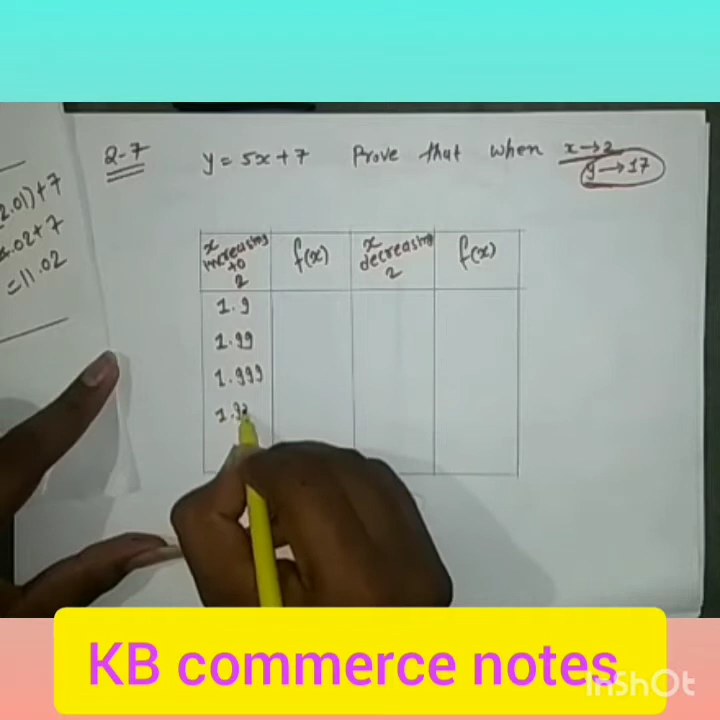 2.01)+7
.02+7
=11.02
Q-7 y = 5x+7 Prove that when x→2
y→17
x increasing to 2 f(x) x decreasing 2 f(x)
1.9
1.99
1.999
KB commerce notes
InShOt